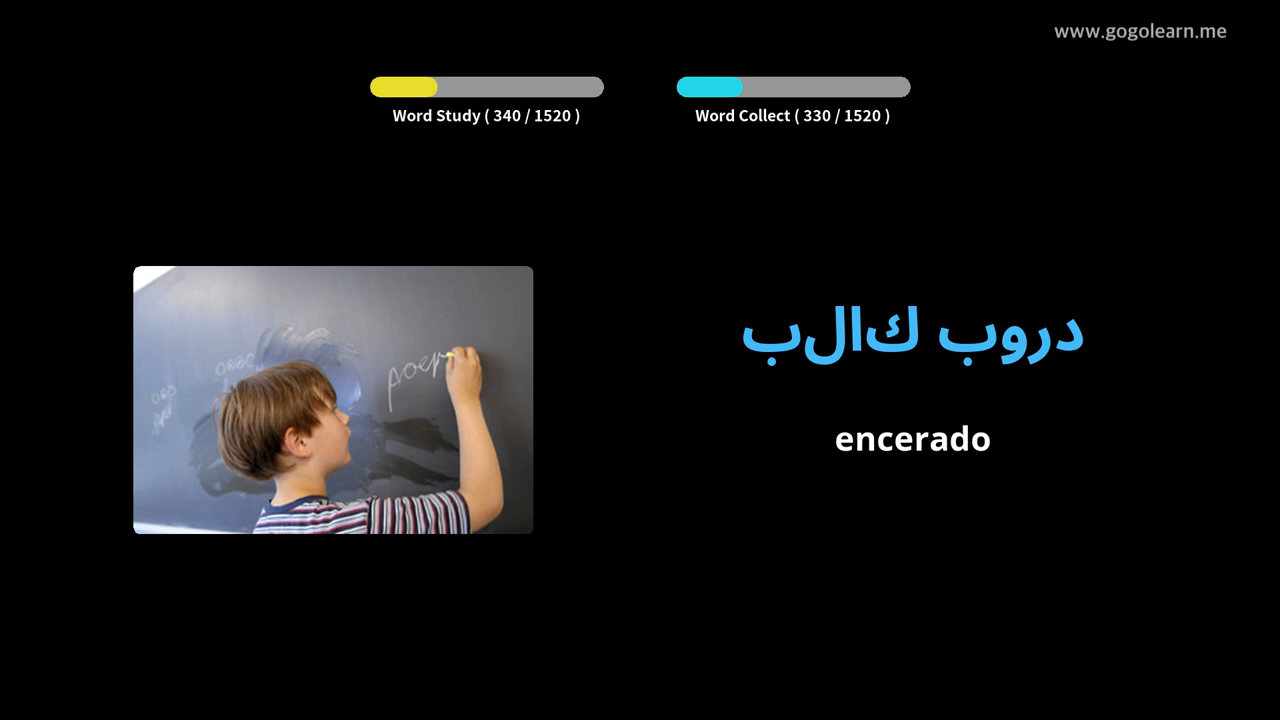 www.gogolearn.me
Word Study ( 340 / 1520 )
Word Collect ( 330 / 1520 )
دروب كالب
encerado